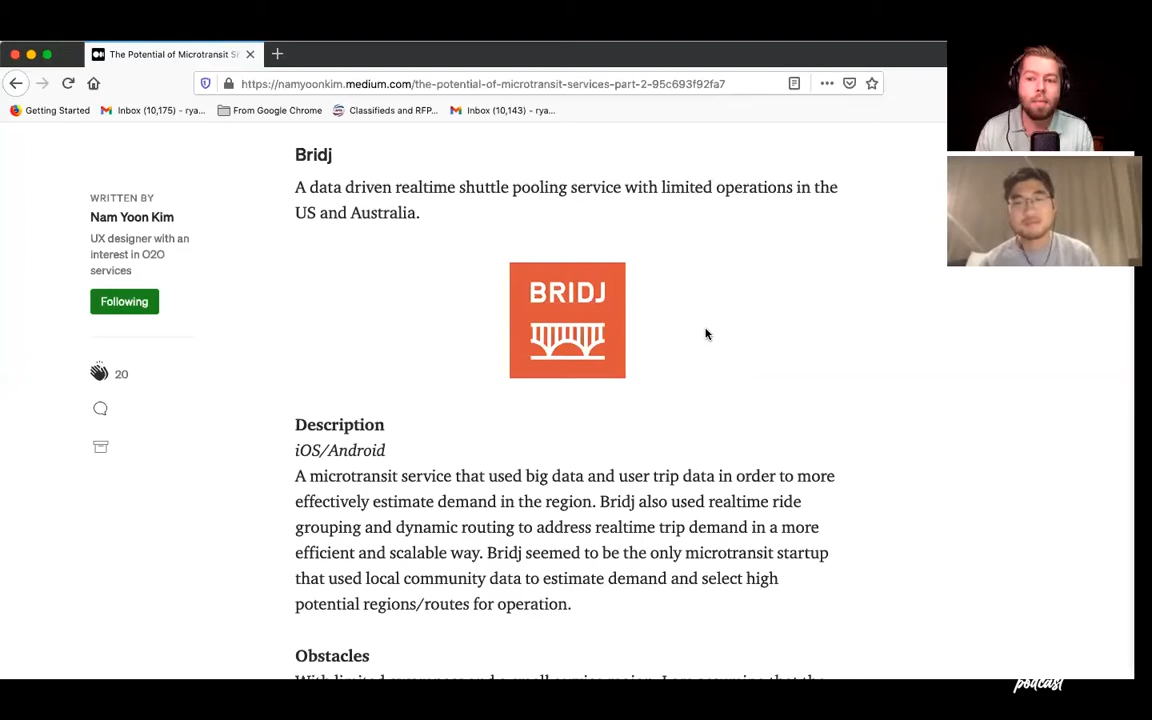 The Potential of Microtransit S
https://namyoonkim.medium.com/the-potential-of-microtransit-services-part-2-95c693f92fa7
Getting Started
Inbox (10,175) - rya...
From Google Chrome
Classifieds and RFP...
Inbox (10,143) - rya...
WRITTEN BY
Nam Yoon Kim
UX designer with an
interest in O2O
services
Following
20
Bridj
A data driven realtime shuttle pooling service with limited operations in the
US and Australia.
BRIDJ
Description
iOS/Android
A microtransit service that used big data and user trip data in order to more
effectively estimate demand in the region. Bridj also used realtime ride
grouping and dynamic routing to address realtime trip demand in a more
efficient and scalable way. Bridj seemed to be the only microtransit startup
that used local community data to estimate demand and select high
potential regions/routes for operation.
Obstacles
podcast